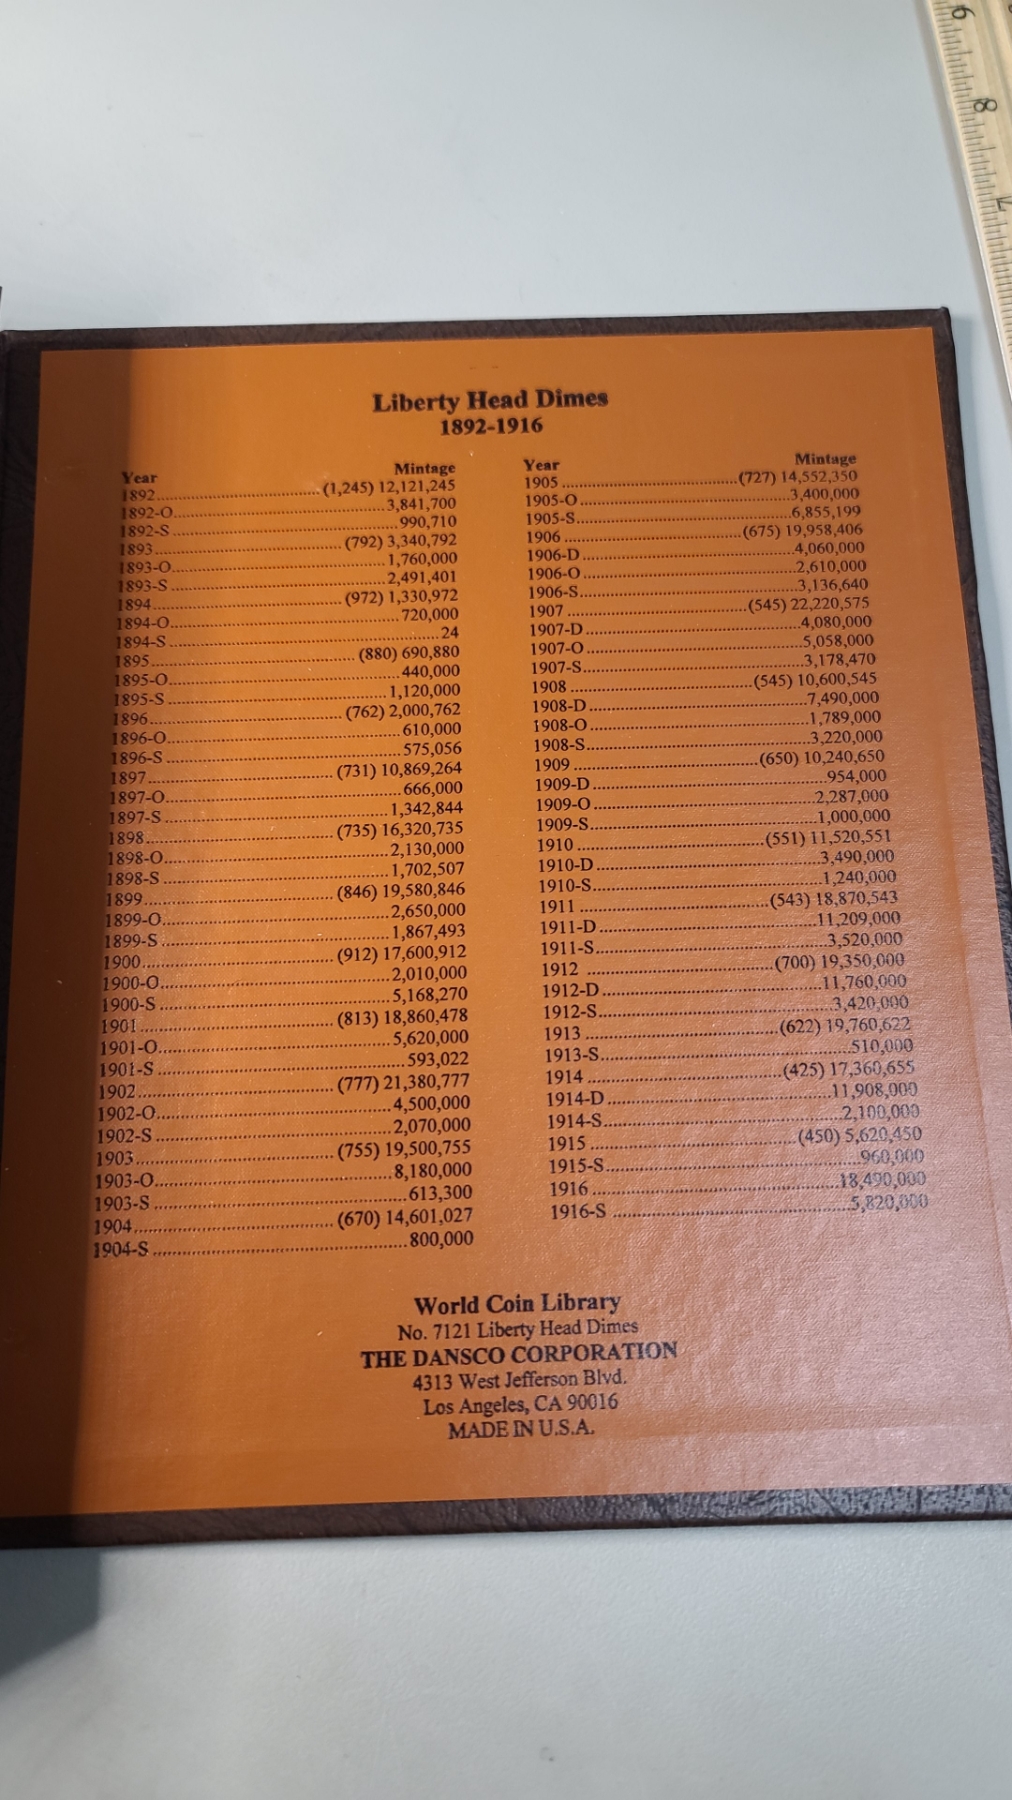 Liberty Head Dimes
1892-1916
Year Mintage
1892 (1,245) 12,121,245
1892-O 3,841,700
1892-S 990,710
1893 (792) 3,340,792
1893-O 1,760,000
1893-S 2,491,401
1894 (972) 1,330,972
1894-O 720,000
1894-S 24
1895 (880) 690,880
1895-O 440,000
1895-S 1,120,000
1896 (762) 2,000,762
1896-O 610,000
1896-S 575,056
1897 (731) 10,869,264
1897-O 666,000
1897-S 1,342,844
1898 (735) 16,320,735
1898-O 2,130,000
1898-S 1,702,507
1899 (846) 19,580,846
1899-O 2,650,000
1899-S 1,867,493
1900 (912) 17,600,912
1900-O 2,010,000
1900-S 5,168,270
1901 (813) 18,860,478
1901-O 5,620,000
1901-S 593,022
1902 (777) 21,380,777
1902-O 4,500,000
1902-S 2,070,000
1903 (755) 19,500,755
1903-O 8,180,000
1903-S 613,300
1904 (670) 14,601,027
1904-S 800,000
Year Mintage
1905 (727) 14,552,350
1905-O 3,400,000
1905-S 6,855,199
1906 (675) 19,958,406
1906-D 4,060,000
1906-O 2,610,000
1906-S 3,136,640
1907 (545) 22,220,575
1907-D 4,080,000
1907-O 5,058,000
1907-S 3,178,470
1908 (545) 10,600,545
1908-D 7,490,000
1908-O 1,789,000
1908-S 3,220,000
1909 (650) 10,240,650
1909-D 954,000
1909-O 2,287,000
1909-S 1,000,000
1910 (551) 11,520,551
1910-D 3,490,000
1910-S 1,240,000
1911 (543) 18,870,543
1911-D 11,209,000
1911-S 3,520,000
1912 (700) 19,350,000
1912-D 11,760,000
1912-S 3,420,000
1913 (622) 19,760,622
1913-S 510,000
1914 (425) 17,360,655
1914-D 11,908,000
1914-S 2,100,000
1915 (450) 5,620,450
1915-S 960,000
1916 18,490,000
1916-S 5,820,000
World Coin Library
No. 7121 Liberty Head Dimes
THE DANSCO CORPORATION
4313 West Jefferson Blvd.
Los Angeles, CA 90016
MADE IN U.S.A.
6
8
7